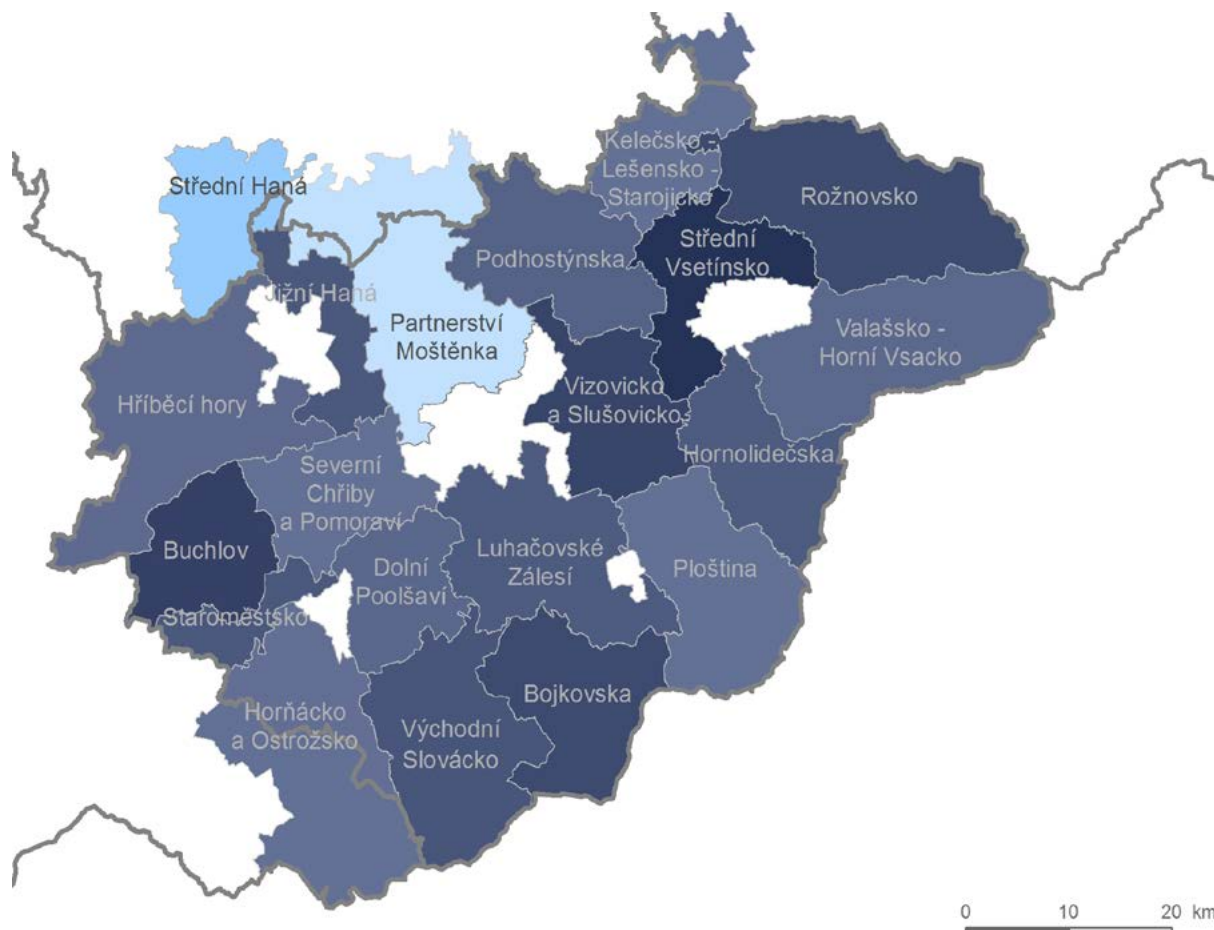 Kelečsko -
Lešensko -
Starojicko
Střední Haná
Rožnovsko
Střední
Vsetínsko
Podhostýnska
Jižní Haná
Partnerství
Moštěnka
Valašsko -
Horní Vsacko
Vizovicko
a Slušovicko
Hříběcí hory
Hornolidečska
Severní
Chřiby
a Pomoraví
Buchlov
Luhačovské
Zálesí
Dolní
Poolšaví
Ploština
Staroměstsko
Bojkovska
Horňácko
a Ostrožsko
Východní
Slovácko
0 10 20 km